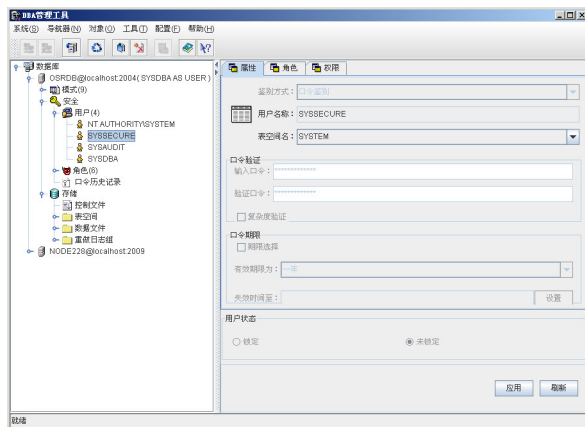 DBA管理工具
系统(S) 导航器(N) 对象(O) 工具(T) 配置(F) 帮助(H)
数据库
OSRDB@localhost:2004( SYSDBA AS USER )
模式(9)
安全
用户(4)
NT AUTHORITY\SYSTEM
SYSSECURE
SYSAUDIT
SYSDBA
角色(6)
口令历史记录
存储
控制文件
表空间
数据文件
重做日志组
NODE228@localhost:2009
属性 角色 权限
鉴别方式： 口令鉴别
用户名称： SYSSECURE
表空间名： SYSTEM
口令验证
输入口令： *************
验证口令： *************
复杂度验证
口令期限
期限选择
有效期限为： 一年
失效时间至： 设置
用户状态
锁定 未锁定
应用 刷新
就绪